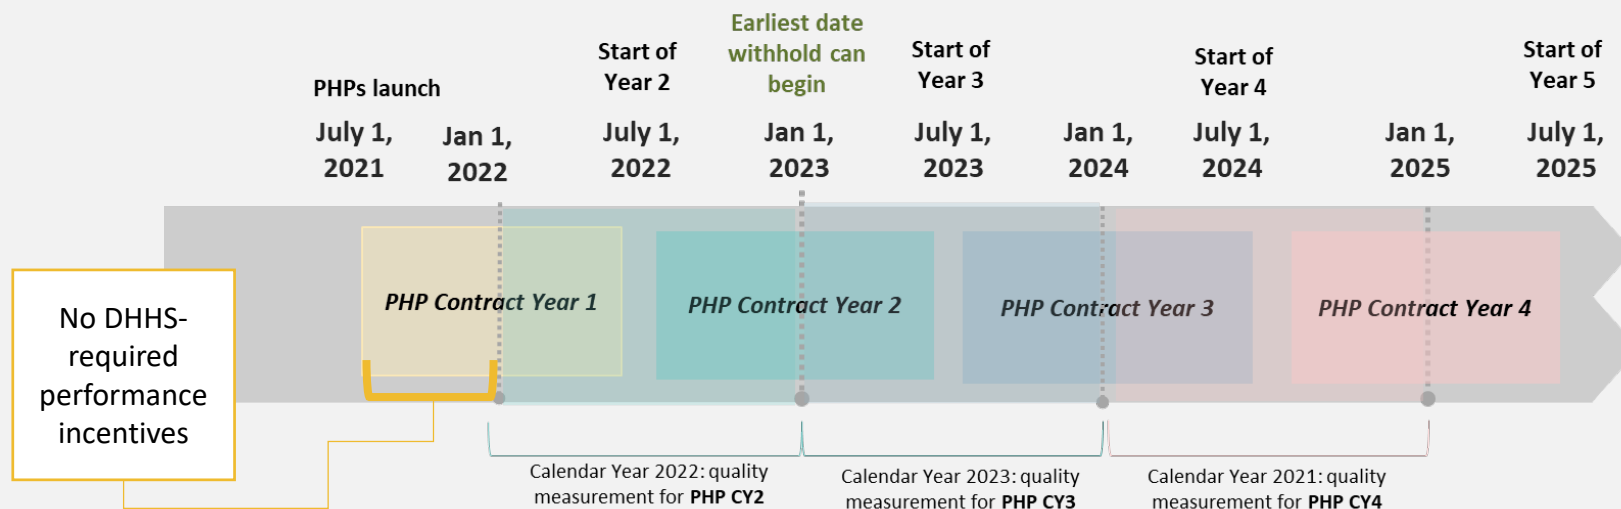 PHPs launch
July 1,
2021
Jan 1,
2022
Start of
Year 2
July 1,
2022
Earliest date
withhold can
begin
Jan 1,
2023
Start of
Year 3
July 1,
2023
Jan 1,
2024
Start of
Year 4
July 1,
2024
Jan 1,
2025
Start of
Year 5
July 1,
2025
No DHHS-
required
performance
incentives
PHP Contract Year 1
PHP Contract Year 2
PHP Contract Year 3
PHP Contract Year 4
Calendar Year 2022: quality
measurement for PHP CY2
Calendar Year 2023: quality
measurement for PHP CY3
Calendar Year 2021: quality
measurement for PHP CY4